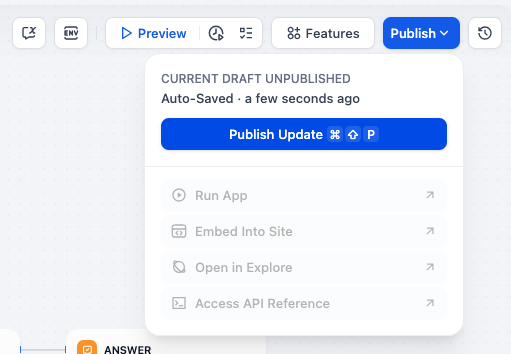 ENV
Preview
Features
Publish
CURRENT DRAFT UNPUBLISHED
Auto-Saved · a few seconds ago
Publish Update ⌘ ⇧ P
Run App
Embed Into Site
Open in Explore
Access API Reference
ANSWER